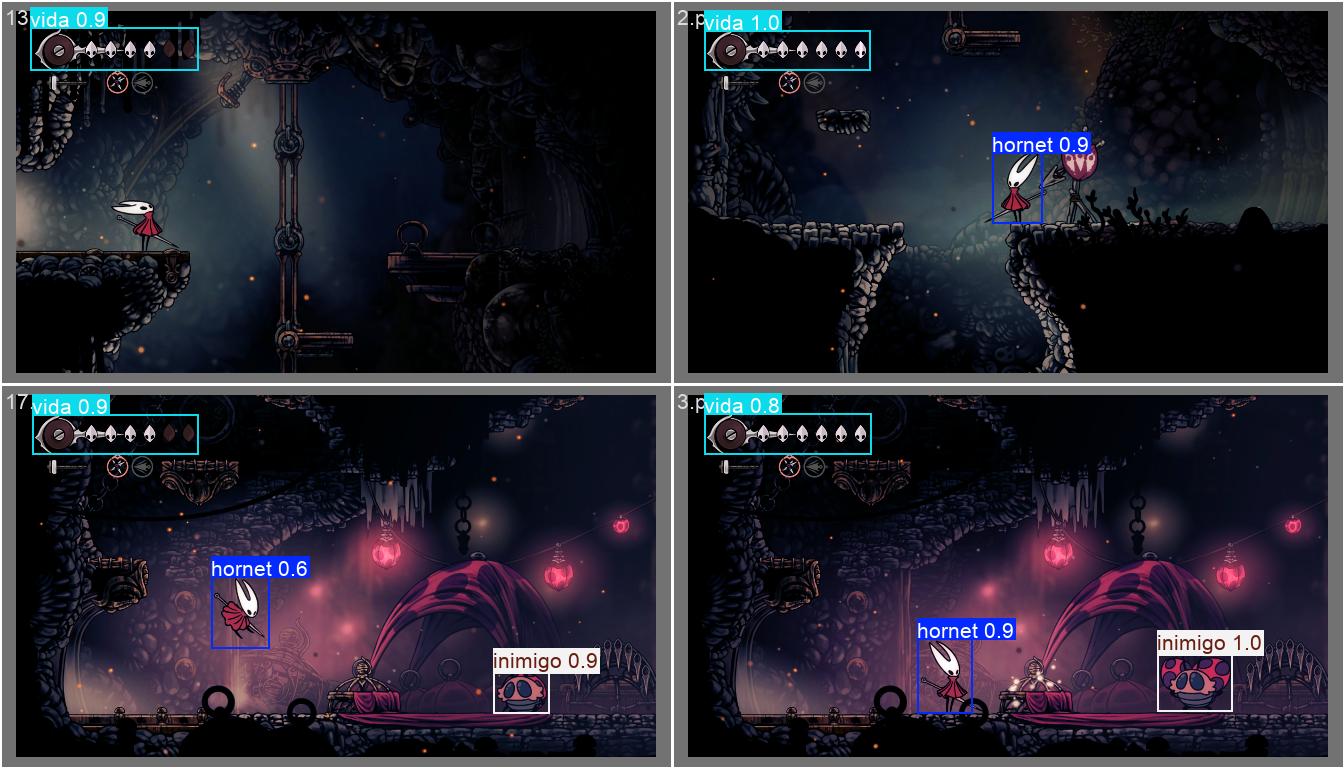 13
vida 0.9
2.p
vida 1.0
hornet 0.9
17.
vida 0.9
hornet 0.6
inimigo 0.9
3.p
vida 0.8
hornet 0.9
inimigo 1.0